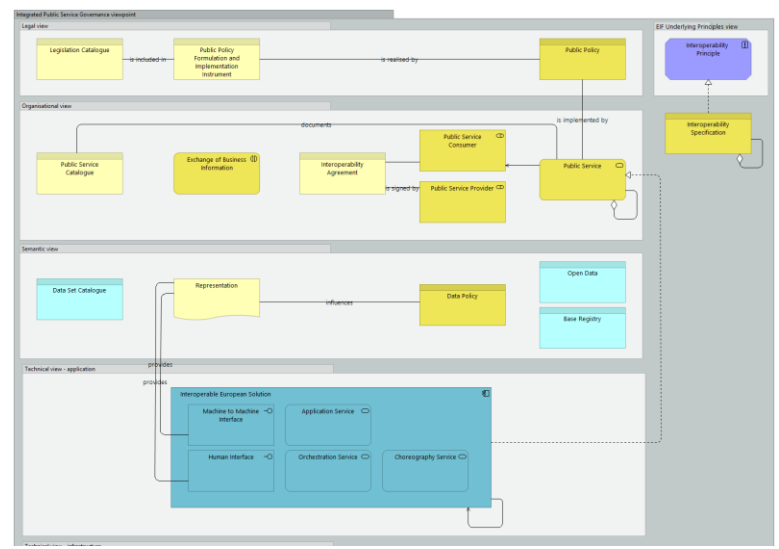 Integrated Public Service Governance viewpoint
Legal view
Legislation Catalogue
is included in
Public Policy
Formulation and
Implementation
Instrument
is realised by
Public Policy
EIF Underlying Principles view
Interoperability
Principle
Interoperability
Specification
is implemented by
Organisational view
documents
Public Service
Catalogue
Exchange of Business
Information
Interoperability
Agreement
Public Service
Consumer
is signed by
Public Service Provider
Public Service
Semantic view
Data Set Catalogue
Representation
influences
Data Policy
Open Data
Base Registry
provides
provides
Technical view - application
Interoperable European Solution
Machine to Machine
Interface
Application Service
Human Interface
Orchestration Service
Choreography Service
Technical view - infrastructure